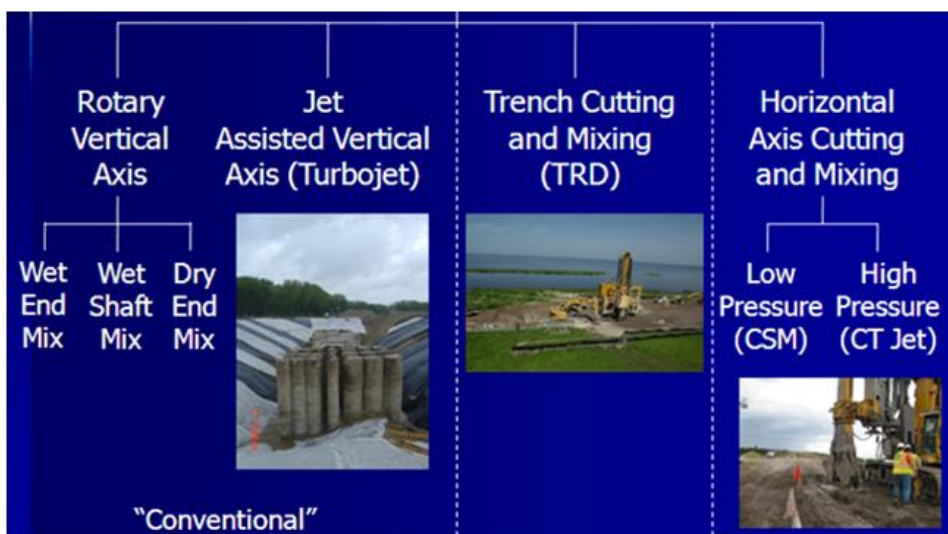 Rotary
Vertical
Axis
Jet
Assisted Vertical
Axis (Turbojet)
Trench Cutting
and Mixing
(TRD)
Horizontal
Axis Cutting
and Mixing
Wet
End
Mix
Wet
Shaft
Mix
Dry
End
Mix
Low
Pressure
(CSM)
High
Pressure
(CT Jet)
“Conventional”